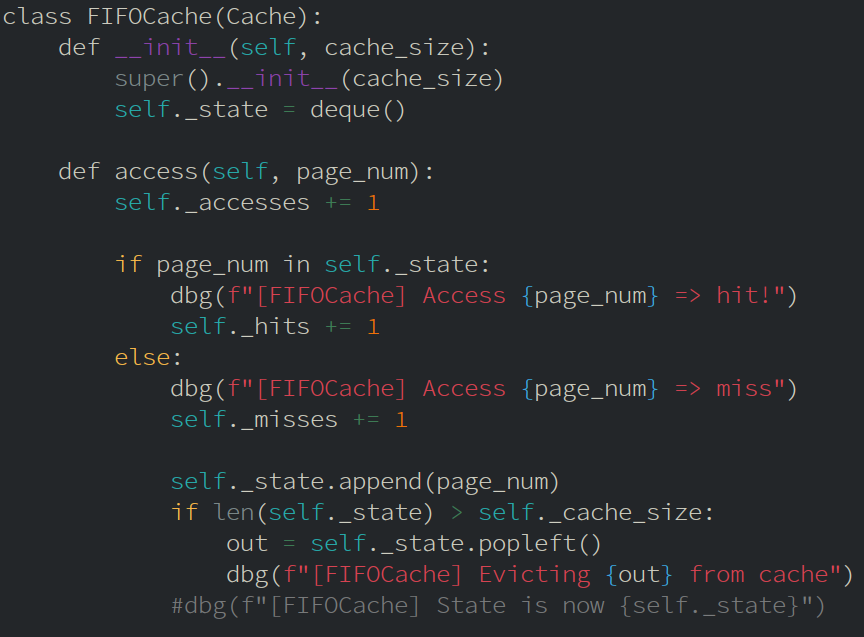 class FIFOCache(Cache):
    def __init__(self, cache_size):
        super().__init__(cache_size)
        self._state = deque()

    def access(self, page_num):
        self._accesses += 1

        if page_num in self._state:
            dbg(f"[FIFOCache] Access {page_num} => hit!")
            self._hits += 1
        else:
            dbg(f"[FIFOCache] Access {page_num} => miss")
            self._misses += 1

            self._state.append(page_num)
            if len(self._state) > self._cache_size:
                out = self._state.popleft()
                dbg(f"[FIFOCache] Evicting {out} from cache")
            #dbg(f"[FIFOCache] State is now {self._state}")